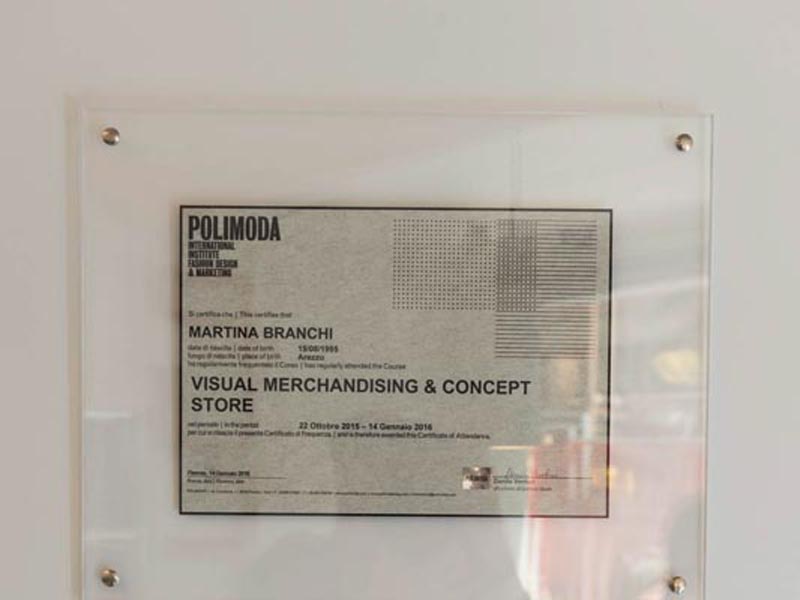 POLIMODA
INTERNATIONAL
INSTITUTE
FASHION DESIGN
& MARKETING
Si certifica che | This certifies that
MARTINA BRANCHI
data di nascita | date of birth 15/08/1995
luogo di nascita | place of birth Arezzo
ha regolarmente frequentato il Corso | has regularly attended the Course
VISUAL MERCHANDISING & CONCEPT
STORE
nel periodo | in the period 22 Ottobre 2015 – 14 Gennaio 2016
per cui si rilascia il presente Certificato di Frequenza. | and is therefore awarded this Certificate of Attendance.
Firenze, 14 Gennaio 2016
Danilo Venturi